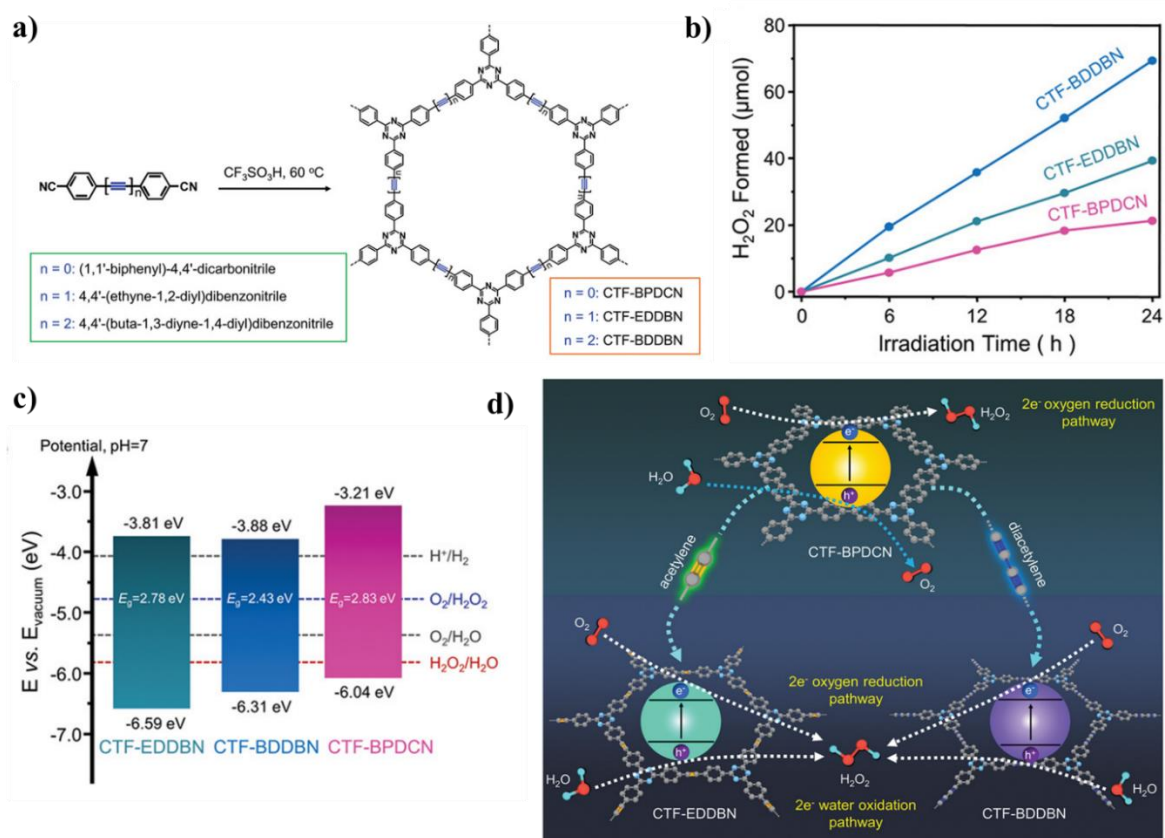 a)
NC
[
]n
CN
CF₃SO₃H, 60 ºC
n = 0: (1,1'-biphenyl)-4,4'-dicarbonitrile
n = 1: 4,4'-(ethyne-1,2-diyl)dibenzonitrile
n = 2: 4,4'-(buta-1,3-diyne-1,4-diyl)dibenzonitrile
n = 0: CTF-BPDCN
n = 1: CTF-EDDBN
n = 2: CTF-BDDBN
b)
H₂O₂ Formed (μmol)
80
60
40
20
0
0 6 12 18 24
Irradiation Time ( h )
CTF-BDDBN
CTF-EDDBN
CTF-BPDCN
c)
Potential, pH=7
E vs. Evacuum (eV)
-3.0
-4.0
-5.0
-6.0
-7.0
-3.81 eV
-3.88 eV
-3.21 eV
Eg=2.78 eV
Eg=2.43 eV
Eg=2.83 eV
-6.59 eV
-6.31 eV
-6.04 eV
H⁺/H₂
O₂/H₂O₂
O₂/H₂O
H₂O₂/H₂O
CTF-EDDBN CTF-BDDBN CTF-BPDCN
d)
O₂
H₂O₂
2e⁻ oxygen reduction
pathway
e⁻
H₂O
h⁺
CTF-BPDCN
O₂
acetylene
diacetylene
O₂
O₂
2e⁻ oxygen reduction
pathway
e⁻
e⁻
h⁺
h⁺
H₂O
H₂O₂
H₂O
CTF-EDDBN
2e⁻ water oxidation
pathway
CTF-BDDBN